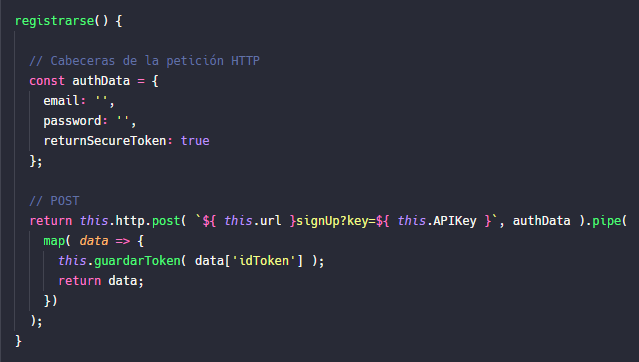 registrarse() {
// Cabeceras de la petición HTTP
const authData = {
email: '',
password: '',
returnSecureToken: true
};
// POST
return this.http.post( `${ this.url }signUp?key=${ this.APIKey }`, authData ).pipe(
map( data => {
this.guardarToken( data['idToken'] );
return data;
})
);
}